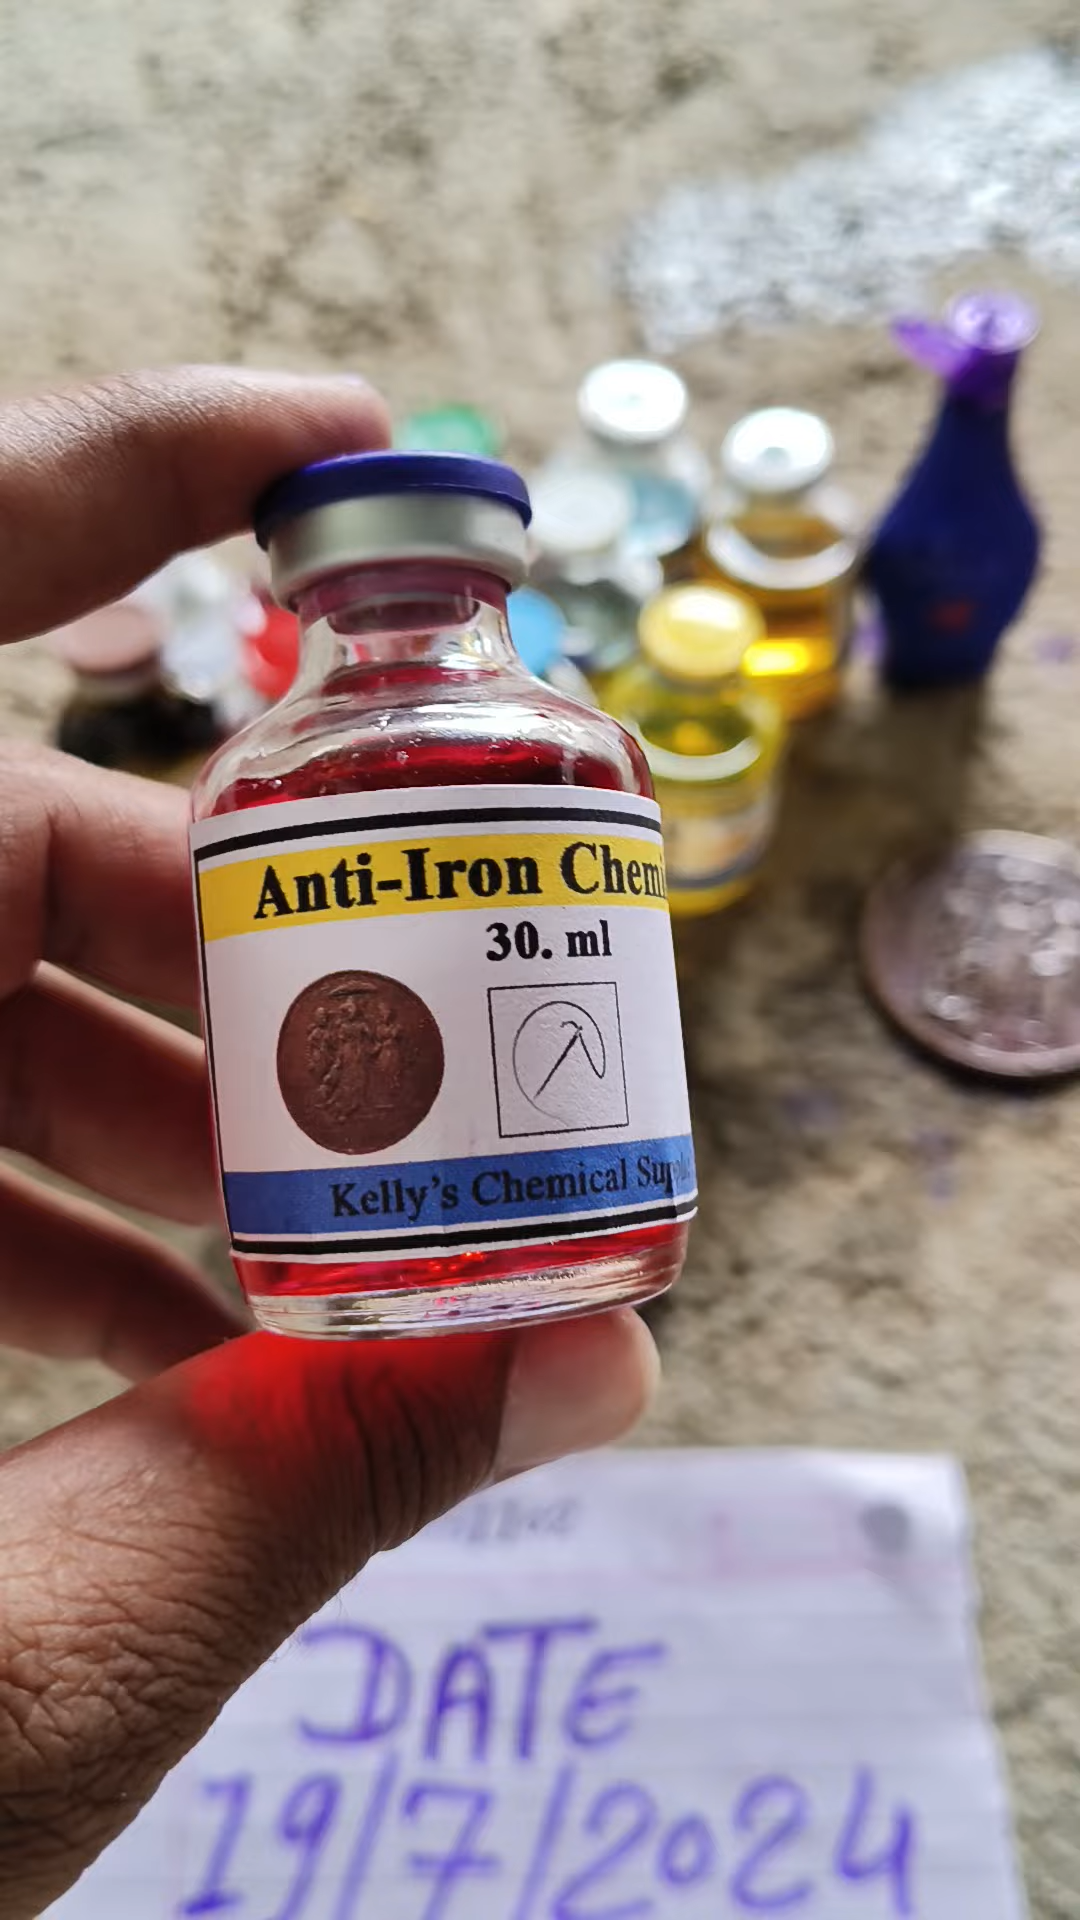 Anti-Iron Chemi
30. ml
Kelly's Chemical Sup
DATE
19/7/2024